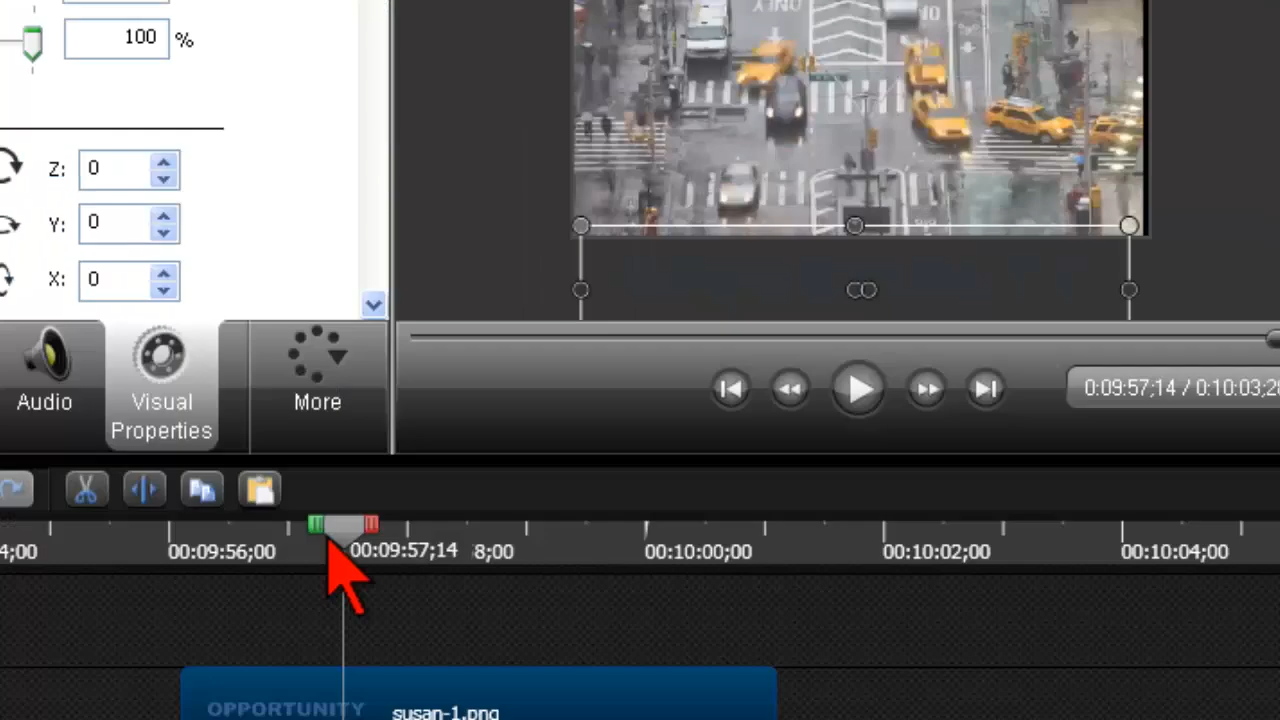 100 %
Z: 0
Y: 0
X: 0
Audio
Visual Properties
More
0:09:57;14 / 0:10:03;2
4;00
00:09:56;00
00:09:57;14
8;00
00:10:00;00
00:10:02;00
00:10:04;00
OPPORTUNITY
susan-1.png
ONLY